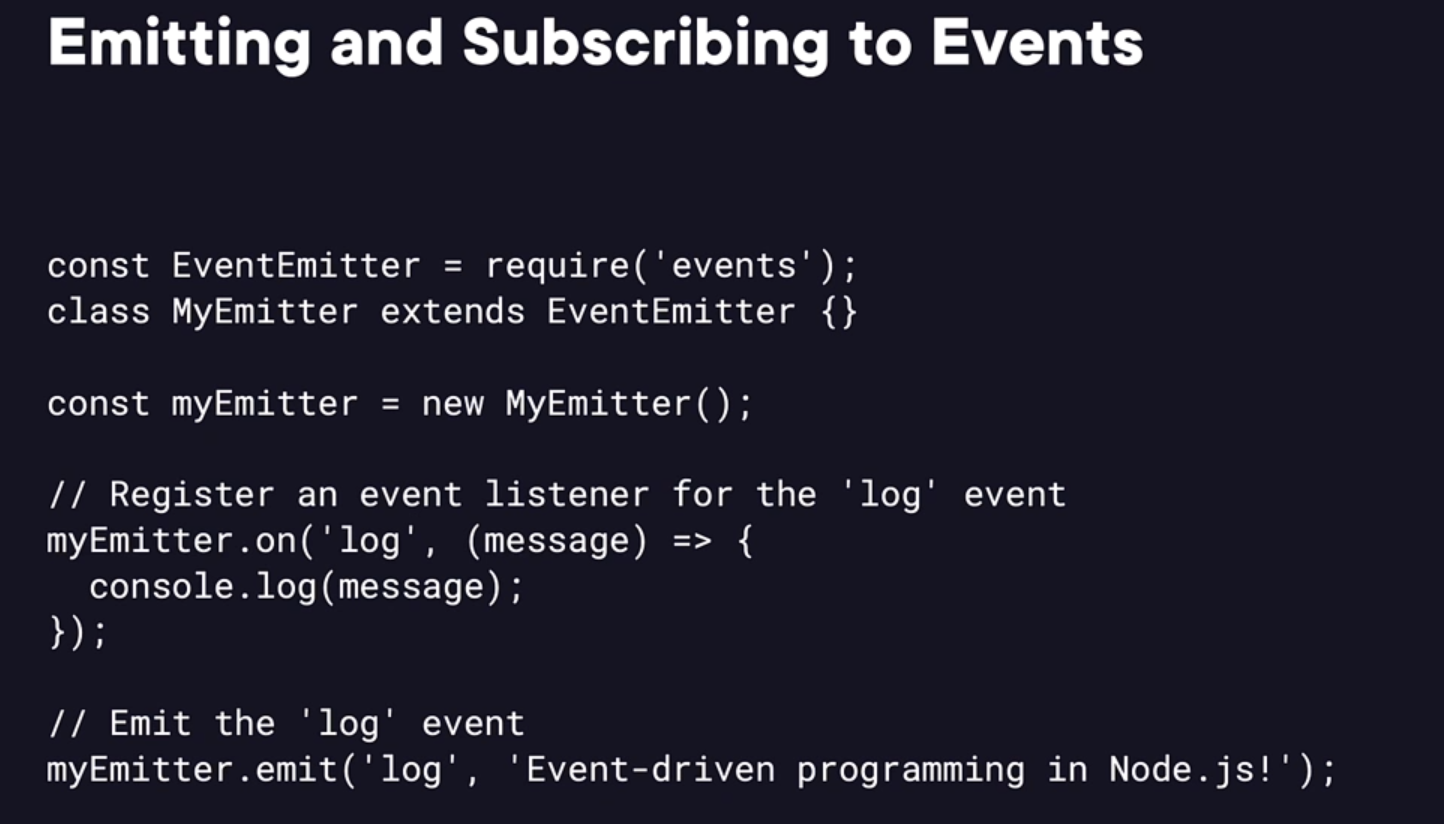 Emitting and Subscribing to Events
const EventEmitter = require('events');
class MyEmitter extends EventEmitter {}
const myEmitter = new MyEmitter();
// Register an event listener for the 'log' event
myEmitter.on('log', (message) => {
  console.log(message);
});
// Emit the 'log' event
myEmitter.emit('log', 'Event-driven programming in Node.js!');